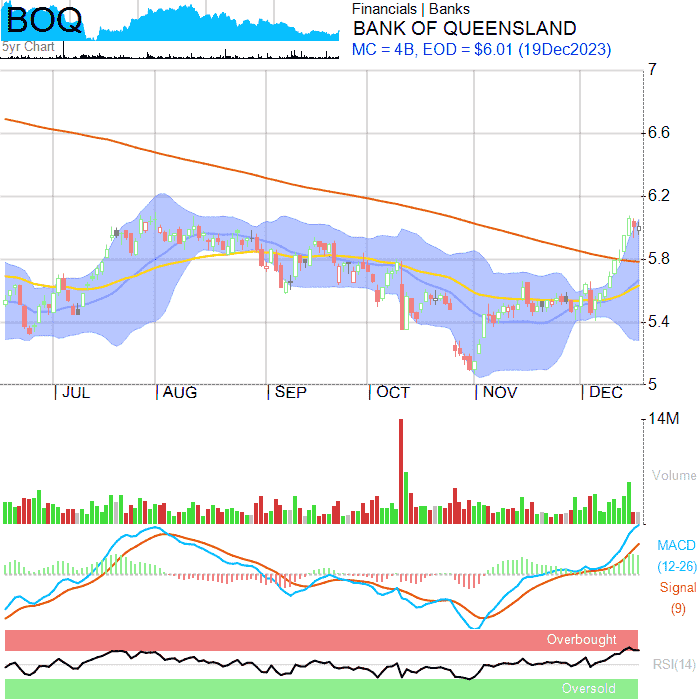 BOQ
5yr Chart
Financials | Banks
BANK OF QUEENSLAND
MC = 4B, EOD = $6.01 (19Dec2023)
7
6.6
6.2
5.8
5.4
5
JUL AUG SEP OCT NOV DEC
14M
Volume
MACD
(12-26)
Signal
(9)
Overbought
RSI(14)
Oversold